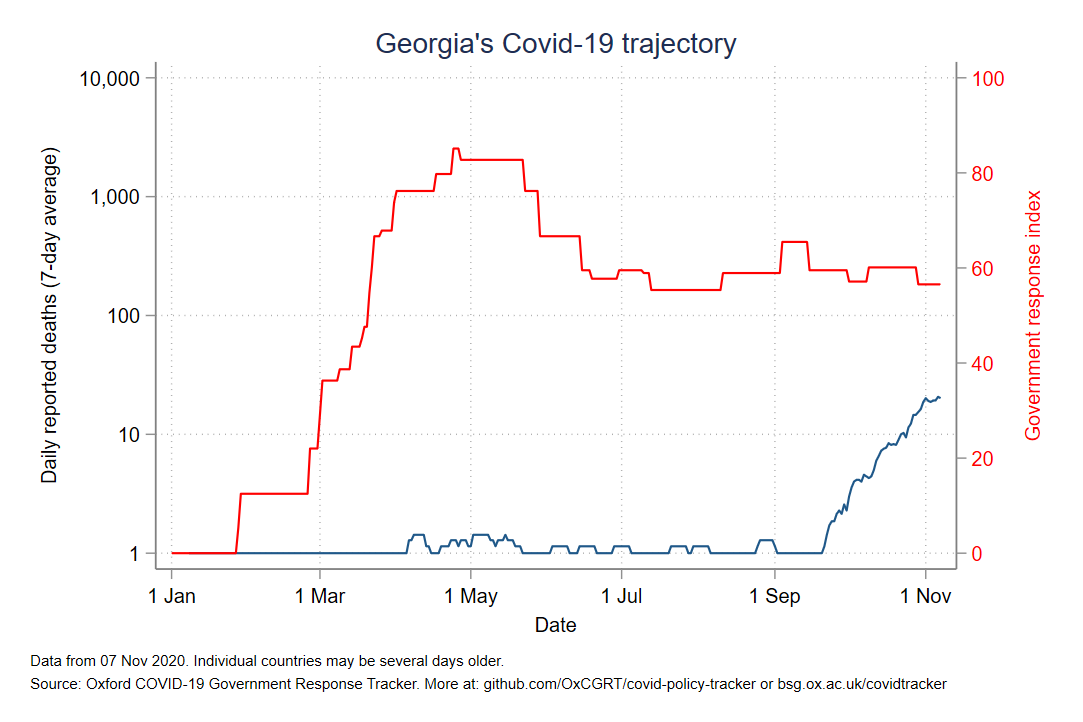 Georgia's Covid-19 trajectory
10,000
1,000
100
10
1
Daily reported deaths (7-day average)
100
80
60
40
20
0
Government response index
1 Jan
1 Mar
1 May
1 Jul
1 Sep
1 Nov
Date
Data from 07 Nov 2020. Individual countries may be several days older.
Source: Oxford COVID-19 Government Response Tracker. More at: github.com/OxCGRT/covid-policy-tracker or bsg.ox.ac.uk/covidtracker